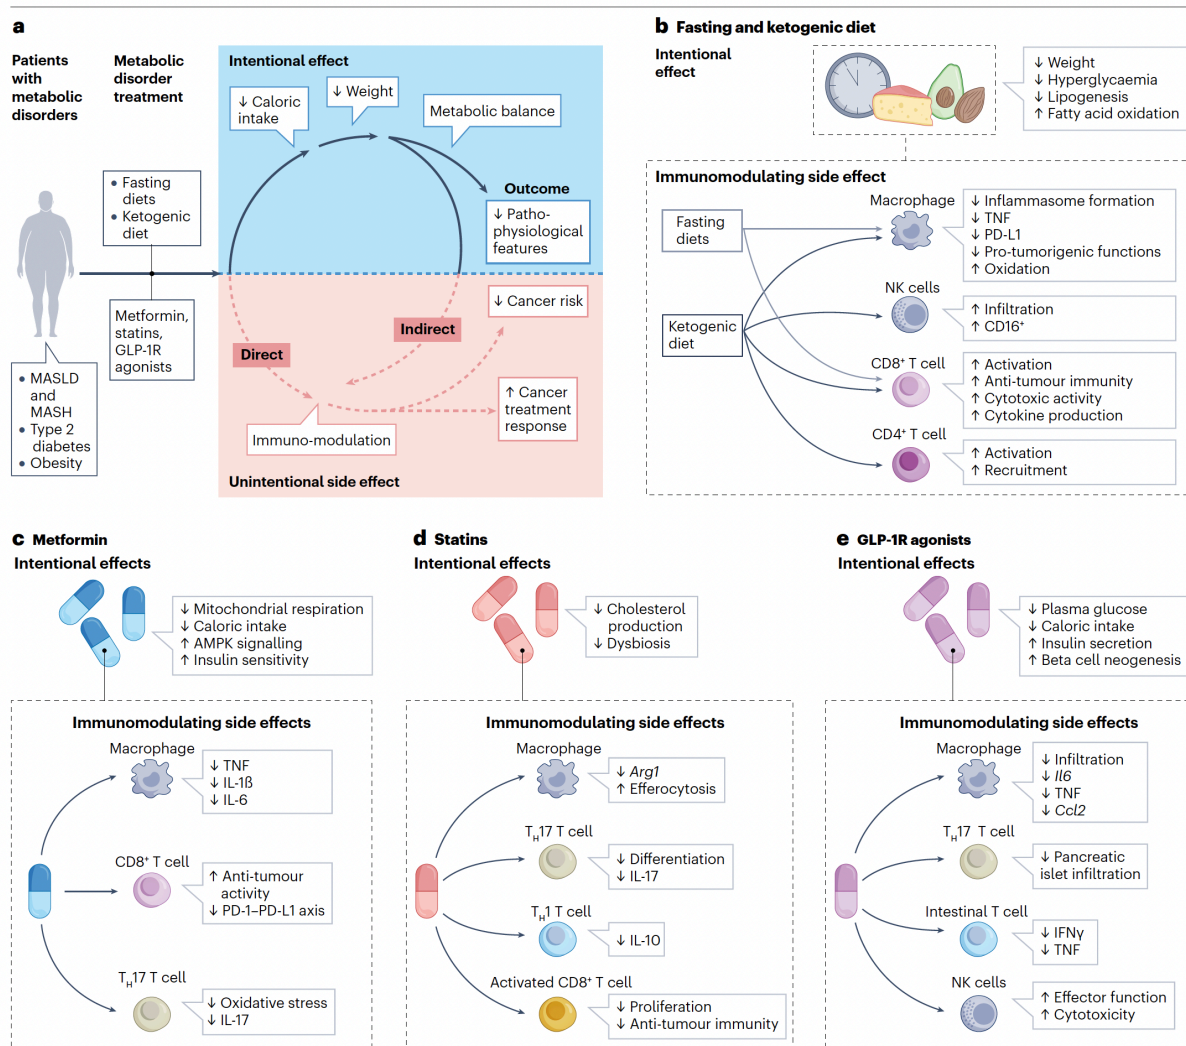 a
Patients
with
metabolic
disorders
Metabolic
disorder
treatment
Intentional effect
↓ Caloric
intake
↓ Weight
Metabolic balance
Outcome
↓ Patho-
physiological
features
• Fasting
diets
• Ketogenic
diet
Metformin,
statins,
GLP-1R
agonists
• MASLD
and
MASH
• Type 2
diabetes
• Obesity
Direct
Indirect
↓ Cancer risk
↑ Cancer
treatment
response
Immuno-modulation
Unintentional side effect
b Fasting and ketogenic diet
Intentional
effect
↓ Weight
↓ Hyperglycaemia
↓ Lipogenesis
↑ Fatty acid oxidation
Immunomodulating side effect
Fasting
diets
Ketogenic
diet
Macrophage
↓ Inflammasome formation
↓ TNF
↓ PD-L1
↓ Pro-tumorigenic functions
↑ Oxidation
NK cells
↑ Infiltration
↑ CD16⁺
CD8⁺ T cell
↑ Activation
↑ Anti-tumour immunity
↑ Cytotoxic activity
↑ Cytokine production
CD4⁺ T cell
↑ Activation
↑ Recruitment
c Metformin
Intentional effects
↓ Mitochondrial respiration
↓ Caloric intake
↑ AMPK signalling
↑ Insulin sensitivity
Immunomodulating side effects
Macrophage
↓ TNF
↓ IL-1ß
↓ IL-6
CD8⁺ T cell
↑ Anti-tumour
activity
↓ PD-1–PD-L1 axis
TH17 T cell
↓ Oxidative stress
↓ IL-17
d Statins
Intentional effects
↓ Cholesterol
production
↓ Dysbiosis
Immunomodulating side effects
Macrophage
↓ Arg1
↑ Efferocytosis
TH17 T cell
↓ Differentiation
↓ IL-17
TH1 T cell
↓ IL-10
Activated CD8⁺ T cell
↓ Proliferation
↓ Anti-tumour immunity
e GLP-1R agonists
Intentional effects
↓ Plasma glucose
↓ Caloric intake
↑ Insulin secretion
↑ Beta cell neogenesis
Immunomodulating side effects
Macrophage
↓ Infiltration
↓ Il6
↓ TNF
↓ Ccl2
TH17 T cell
↓ Pancreatic
islet infiltration
Intestinal T cell
↓ IFNγ
↓ TNF
NK cells
↑ Effector function
↑ Cytotoxicity